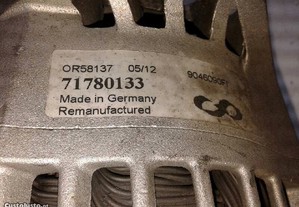 OR58137 05/12
71780133
Made in Germany
Remanufactured